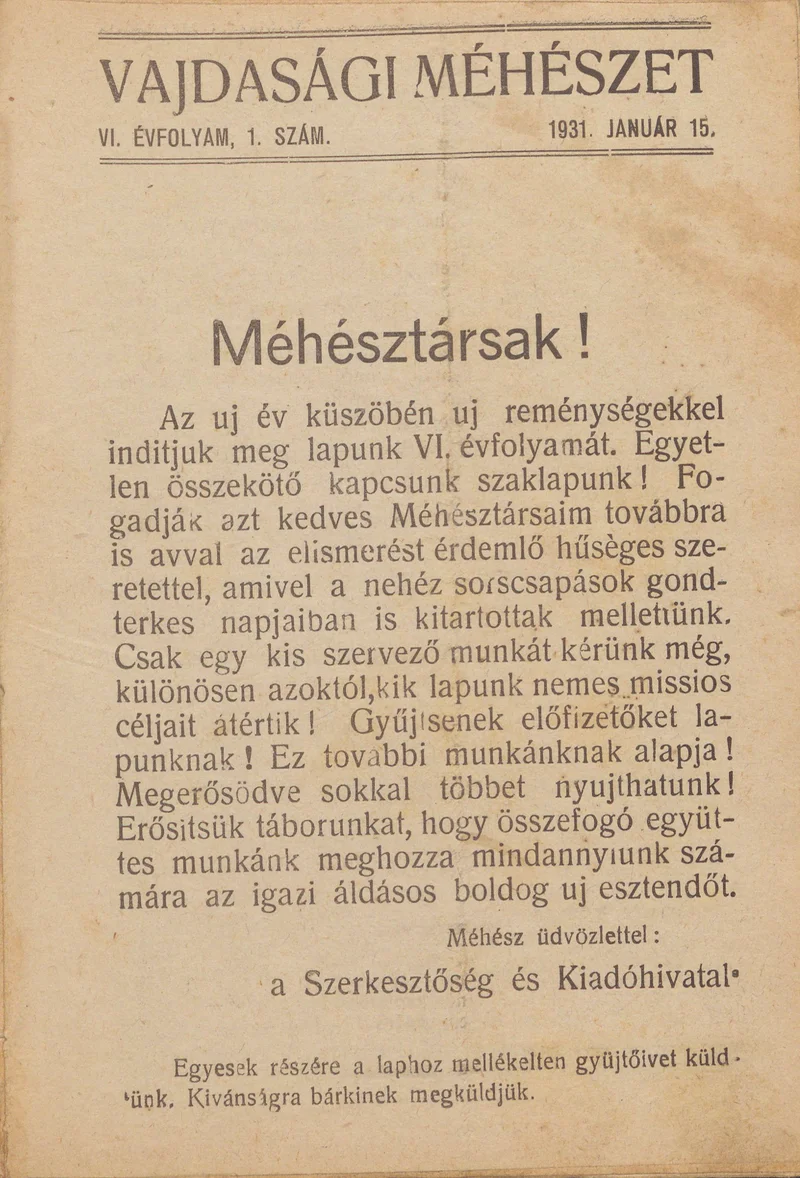 VAJDASÁGI MÉHÉSZET
VI. ÉVFOLYAM, 1. SZÁM. 1931. JANUÁR 15.
Méhésztársak !
Az uj év küszöbén uj reménységekkel
inditjuk meg lapunk VI. évfolyamát. Egyet-
len összekötő kapcsunk szaklapunk! Fo-
gadják azt kedves Méhésztársaim továbbra
is avval az elismerést érdemlő hűsèges sze-
retettel, amivel a nehéz sorscsapások gond-
terkes napjaiban is kitartottak mellettünk.
Csak egy kis szervező munkát kérünk még,
különösen azoktól,kik lapunk nemes missios
céljait átértik! Gyűjtsenek előfizetőket la-
punknak! Ez további munkánknak alapja!
Megerősödve sokkal többet nyujthatunk!
Erősitsük táborunkat, hogy összefogó együt-
tes munkánk meghozza mindannyiunk szá-
mára az igazi áldásos boldog uj esztendőt.
Méhész üdvözlettel:
a Szerkesztőség és Kiadóhivatal.
Egyesek részére a laphoz mellékelten gyüjtőivet küld-
tünk. Kivánságra bárkinek megküldjük.